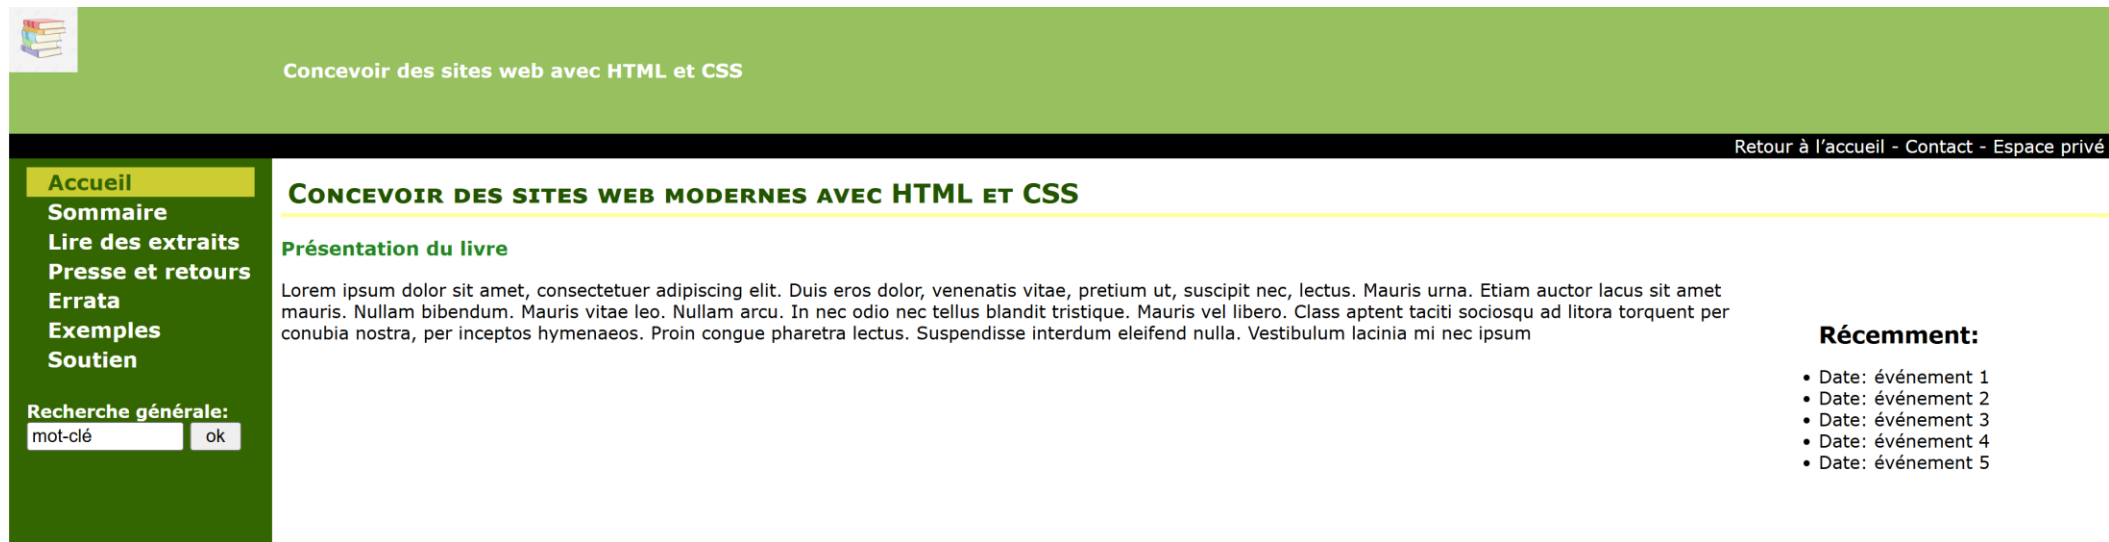 Concevoir des sites web avec HTML et CSS
Retour à l’accueil - Contact - Espace privé
Accueil
Sommaire
Lire des extraits
Presse et retours
Errata
Exemples
Soutien
Recherche générale:
mot-clé ok
Concevoir des sites web modernes avec HTML et CSS
Présentation du livre
Lorem ipsum dolor sit amet, consectetuer adipiscing elit. Duis eros dolor, venenatis vitae, pretium ut, suscipit nec, lectus. Mauris urna. Etiam auctor lacus sit amet
mauris. Nullam bibendum. Mauris vitae leo. Nullam arcu. In nec odio nec tellus blandit tristique. Mauris vel libero. Class aptent taciti sociosqu ad litora torquent per
conubia nostra, per inceptos hymenaeos. Proin congue pharetra lectus. Suspendisse interdum eleifend nulla. Vestibulum lacinia mi nec ipsum
Récemment:
• Date: événement 1
• Date: événement 2
• Date: événement 3
• Date: événement 4
• Date: événement 5